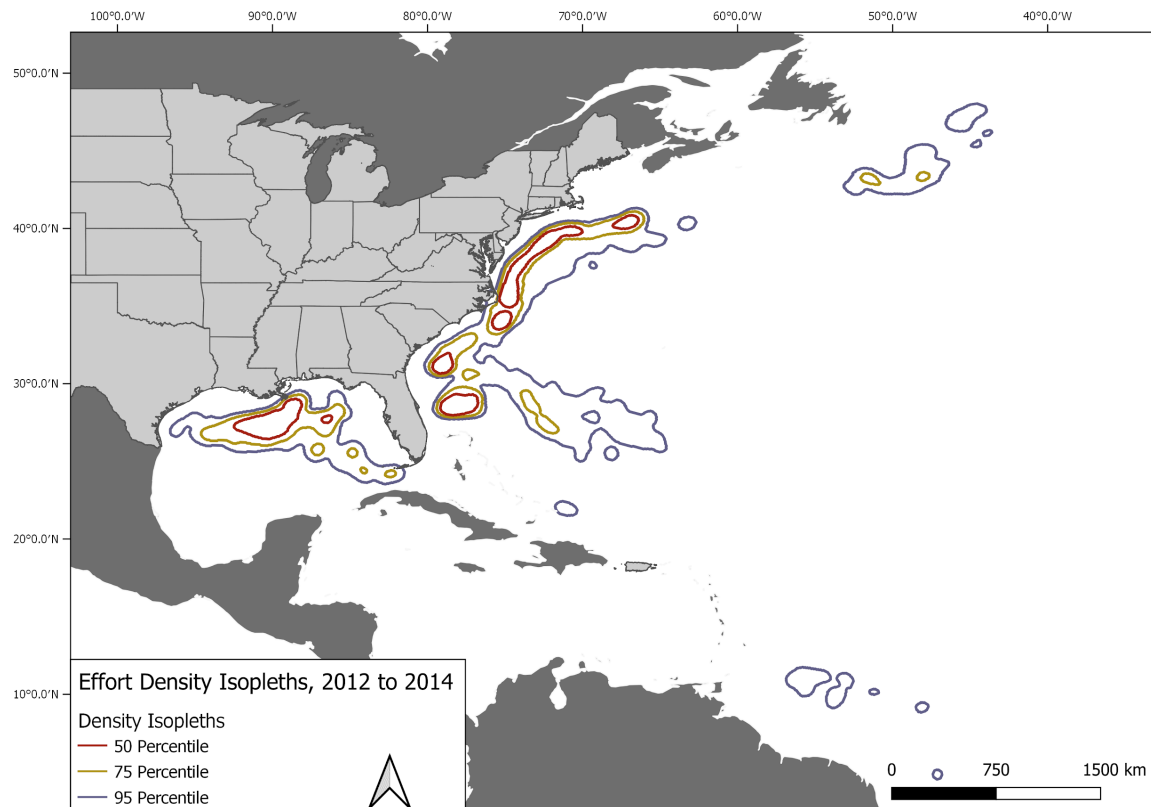 100°0.0′W 90°0.0′W 80°0.0′W 70°0.0′W 60°0.0′W 50°0.0′W 40°0.0′W
50°0.0′N
40°0.0′N
30°0.0′N
20°0.0′N
10°0.0′N
Effort Density Isopleths, 2012 to 2014
Density Isopleths
50 Percentile
75 Percentile
95 Percentile
0 750 1500 km